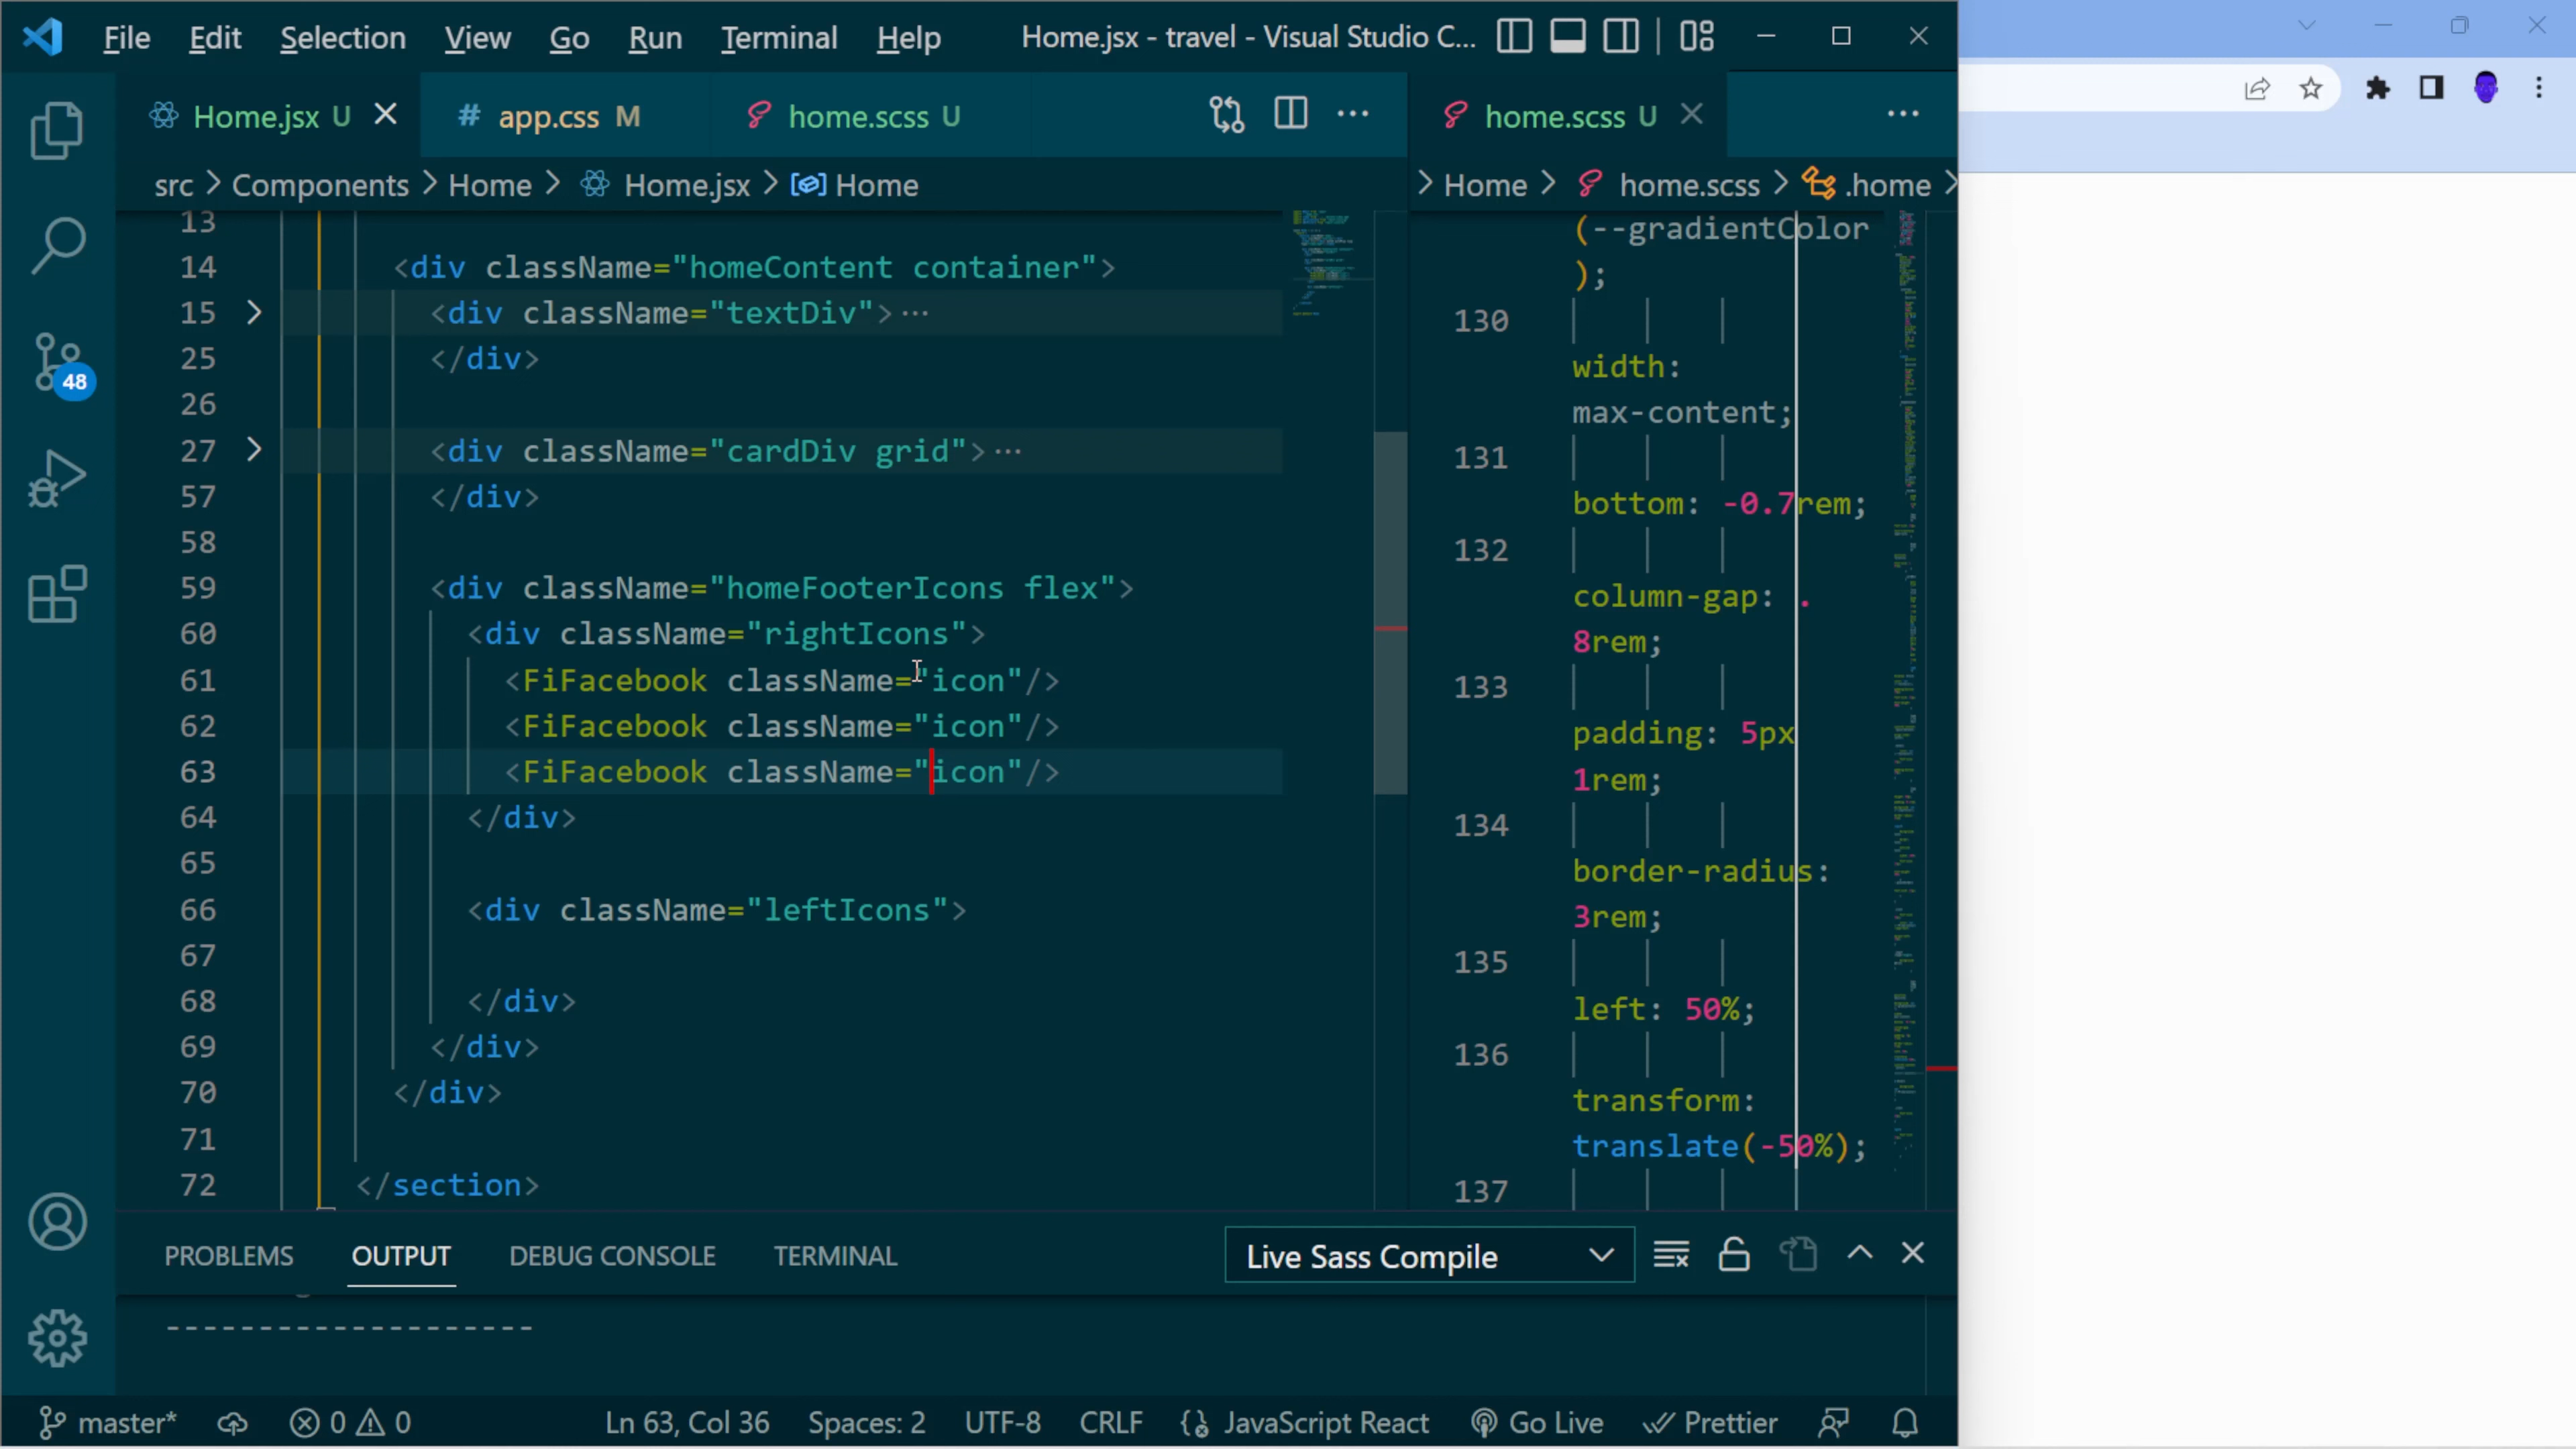 File Edit Selection View Go Run Terminal Help Home.jsx - travel - Visual Studio C...
Home.jsx U # app.css M home.scss U
home.scss U
src > Components > Home > Home.jsx > Home
> Home > home.scss > .home >
48
13
14 <div className="homeContent container">
15 <div className="textDiv">···
25 </div>
26
27 <div className="cardDiv grid">···
57 </div>
58
59 <div className="homeFooterIcons flex">
60 <div className="rightIcons">
61 <FiFacebook className="icon"/>
62 <FiFacebook className="icon"/>
63 <FiFacebook className="icon"/>
64 </div>
65
66 <div className="leftIcons">
67
68 </div>
69 </div>
70 </div>
71
72 </section>
(--gradientColor
);
130
width:
max-content;
131
bottom: -0.7rem;
132
column-gap: .
8rem;
133
padding: 5px
1rem;
134
border-radius:
3rem;
135
left: 50%;
136
transform:
translate(-50%);
137
PROBLEMS OUTPUT DEBUG CONSOLE TERMINAL Live Sass Compile
--------------------
master* 0 0 Ln 63, Col 36 Spaces: 2 UTF-8 CRLF JavaScript React Go Live Prettier